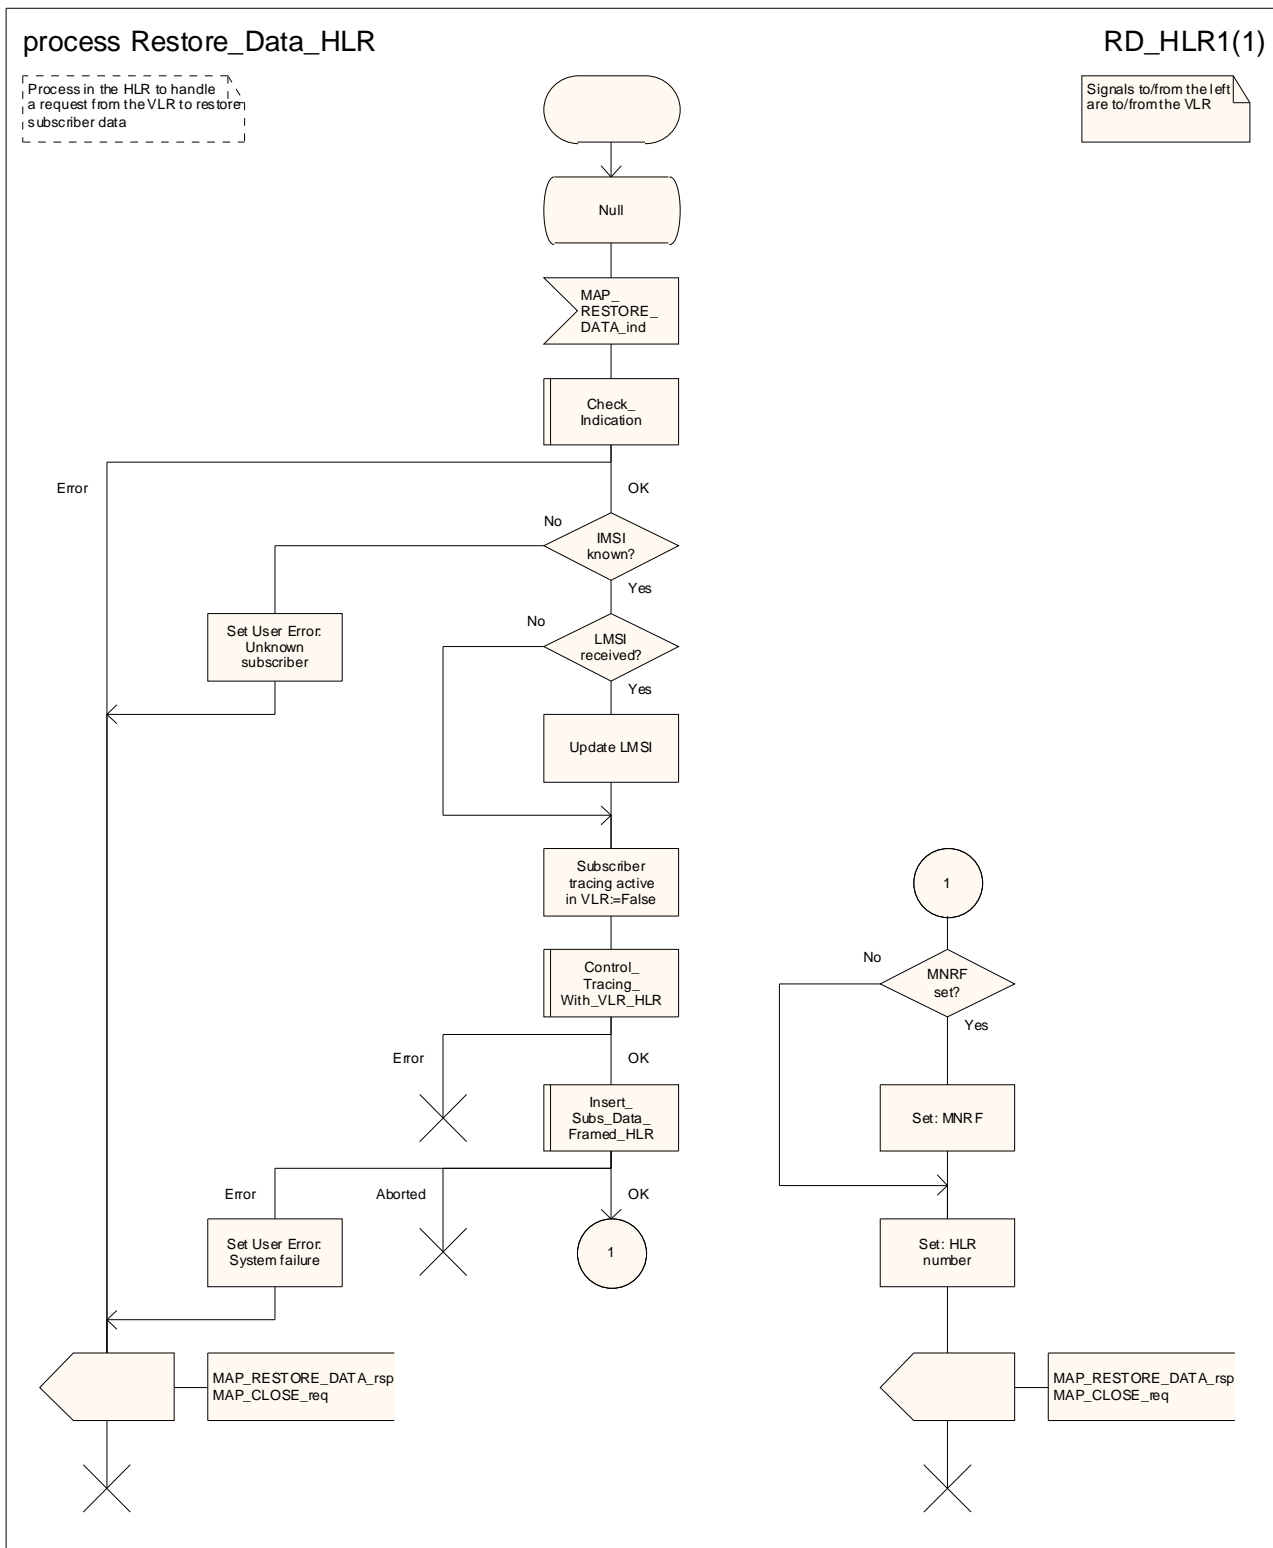 process Restore_Data_HLR
RD_HLR1(1)
Process in the HLR to handle
a request from the VLR to restore
subscriber data
Signals to/from the left
are to/from the VLR
Null
MAP_
RESTORE_
DATA_ind
Check_
Indication
Error
OK
No
IMSI
known?
Yes
Set User Error:
Unknown
subscriber
No
LMSI
received?
Yes
Update LMSI
Subscriber
tracing active
in VLR:=False
Control_
Tracing_
With_VLR_HLR
Error
OK
Insert_
Subs_Data_
Framed_HLR
Error
Aborted
OK
Set User Error:
System failure
1
MAP_RESTORE_DATA_rsp
MAP_CLOSE_req
1
No
MNRF
set?
Yes
Set: MNRF
Set: HLR
number
MAP_RESTORE_DATA_rsp
MAP_CLOSE_req